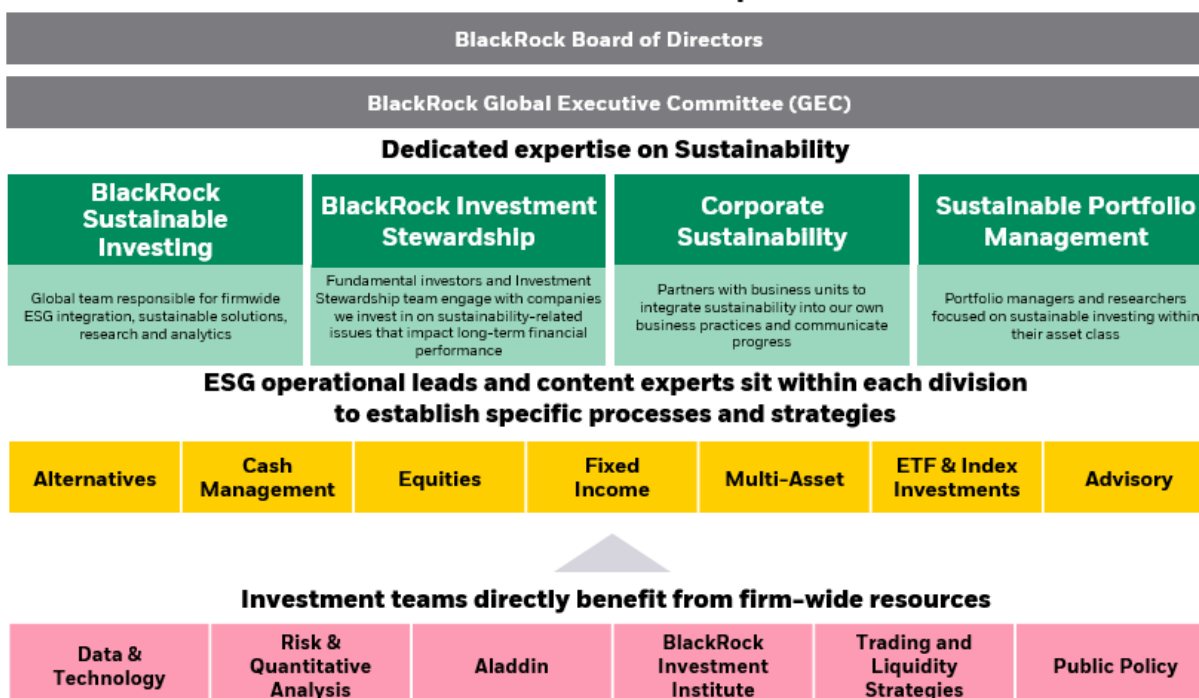 BlackRock Board of Directors
BlackRock Global Executive Committee (GEC)
Dedicated expertise on Sustainability
BlackRock
Sustainable
Investing
Global team responsible for firmwide
ESG integration, sustainable solutions,
research and analytics
BlackRock Investment
Stewardship
Fundamental investors and Investment
Stewardship team engage with companies
we invest in on sustainability-related
issues that impact long-term financial
performance
Corporate
Sustainability
Partners with business units to
integrate sustainability into our own
business practices and communicate
progress
Sustainable Portfolio
Management
Portfolio managers and researchers
focused on sustainable investing within
their asset class
ESG operational leads and content experts sit within each division
to establish specific processes and strategies
Alternatives
Cash
Management
Equities
Fixed
Income
Multi-Asset
ETF & Index
Investments
Advisory
Investment teams directly benefit from firm-wide resources
Data &
Technology
Risk &
Quantitative
Analysis
Aladdin
BlackRock
Investment
Institute
Trading and
Liquidity
Strategies
Public Policy